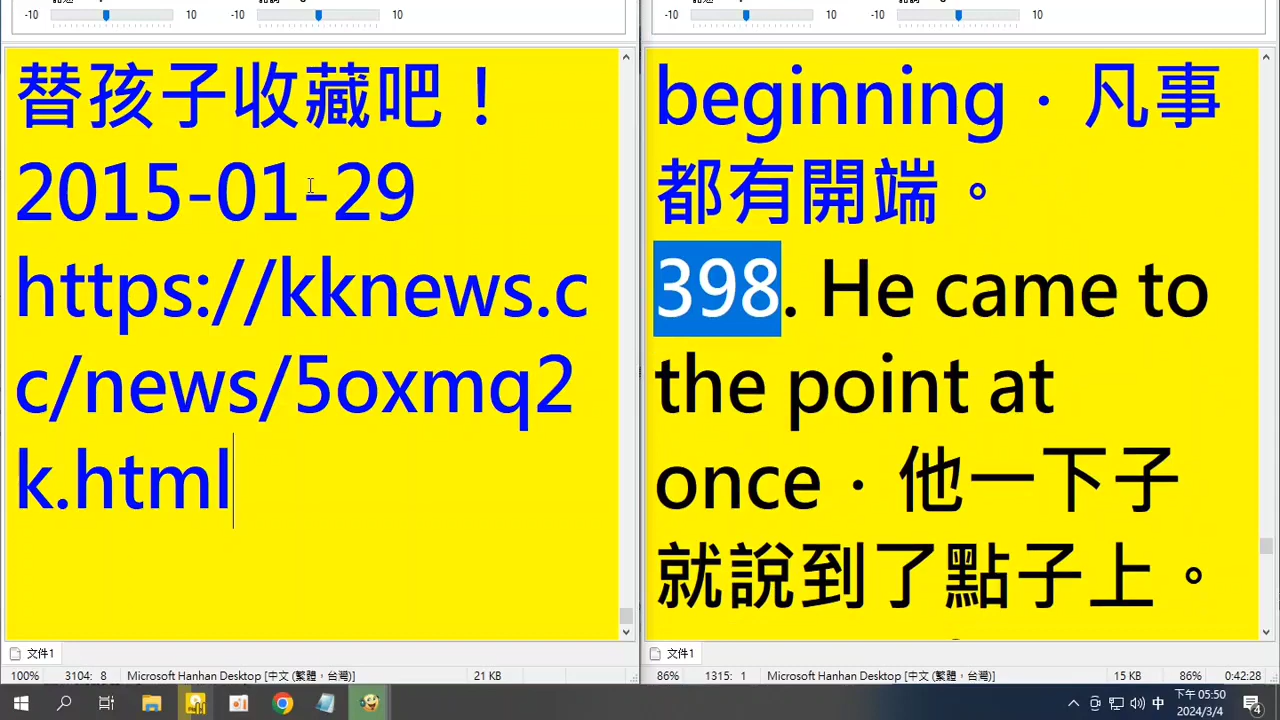 -10 10 -10 10
替孩子收藏吧！
2015-01-29
https://kknews.c
c/news/5oxmq2
k.html
文件1
100% 3104: 8 Microsoft Hanhan Desktop [中文 (繁體，台灣)] 21 KB
-10 10 -10 10
beginning．凡事
都有開端。
398. He came to
the point at
once．他一下子
就說到了點子上。
文件1
86% 1315: 1 Microsoft Hanhan Desktop [中文 (繁體，台灣)] 15 KB 86% 0:42:28
中
下午 05:50
2024/3/4
4